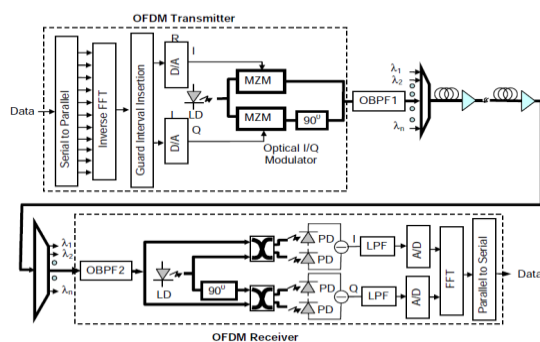 OFDM Transmitter
Data
Serial to Parallel
Inverse FFT
Guard Interval Insertion
R
I
D/A
I
Q
D/A
LD
MZM
MZM
90⁰
Optical I/Q
Modulator
OBPF1
λ1
λ2
λn
λ1
λ2
λn
OBPF2
LD
90⁰
PD
PD
PD
PD
I
Q
LPF
LPF
A/D
A/D
FFT
Parallel to Serial
Data
OFDM Receiver